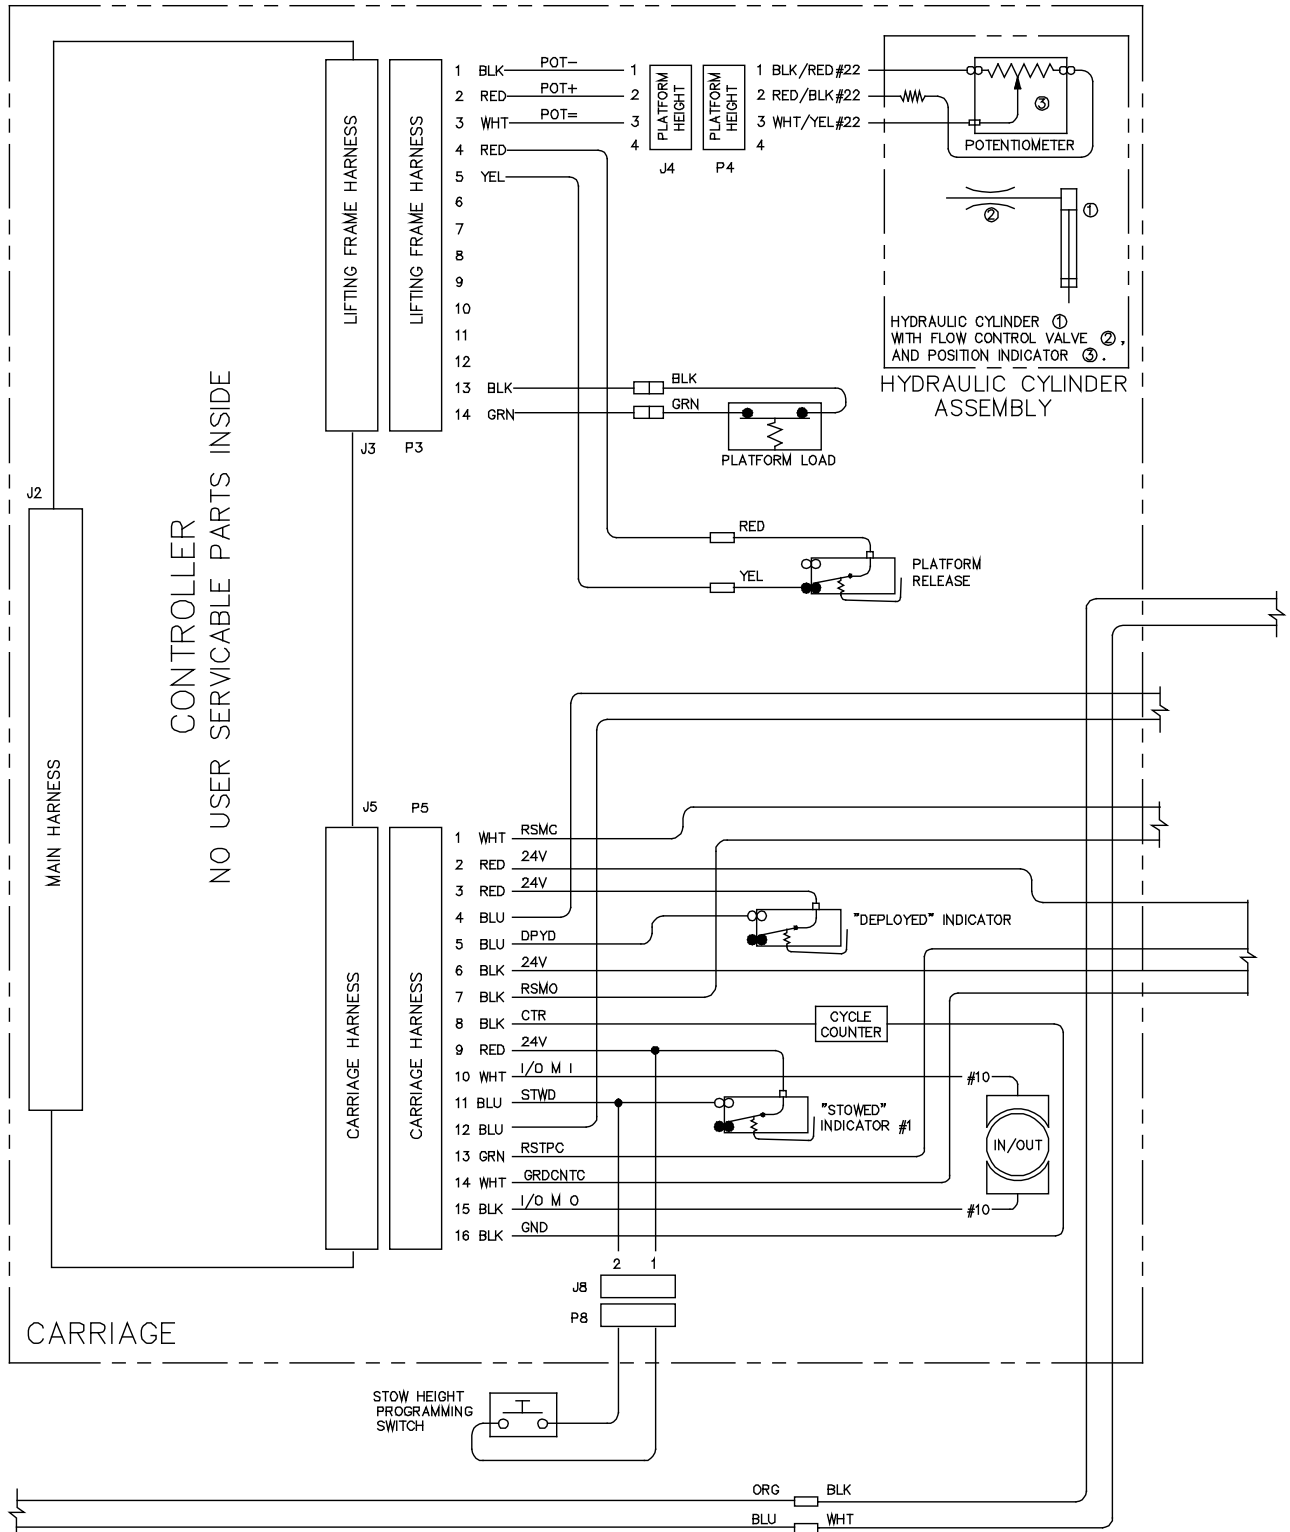 1 BLK POT-
2 RED POT+
3 WHT POT=
4 RED
5 YEL
6
7
8
9
10
11
12
13 BLK
14 GRN
LIFTING FRAME HARNESS
J3
LIFTING FRAME HARNESS
P3
1
2
3
4
PLATFORM
HEIGHT
J4
PLATFORM
HEIGHT
P4
1 BLK/RED #22
2 RED/BLK #22
3 WHT/YEL #22
4
③
POTENTIOMETER
②
①
HYDRAULIC CYLINDER ①
WITH FLOW CONTROL VALVE ②,
AND POSITION INDICATOR ③.
HYDRAULIC CYLINDER
ASSEMBLY
BLK
GRN
PLATFORM LOAD
RED
YEL
PLATFORM
RELEASE
J2
MAIN HARNESS
CONTROLLER
NO USER SERVICABLE PARTS INSIDE
J5
CARRIAGE HARNESS
P5
CARRIAGE HARNESS
1 WHT RSMC
2 RED 24V
3 RED 24V
4 BLU
5 BLU DPYD
6 BLK 24V
7 BLK RSMO
8 BLK CTR
9 RED 24V
10 WHT I/O M I
11 BLU STWD
12 BLU
13 GRN RSTPC
14 WHT GRDCNTC
15 BLK I/O M O
16 BLK GND
"DEPLOYED" INDICATOR
CYCLE
COUNTER
"STOWED"
INDICATOR #1
#10
IN/OUT
#10
2 1
J8
P8
CARRIAGE
STOW HEIGHT
PROGRAMMING
SWITCH
ORG BLK
BLU WHT